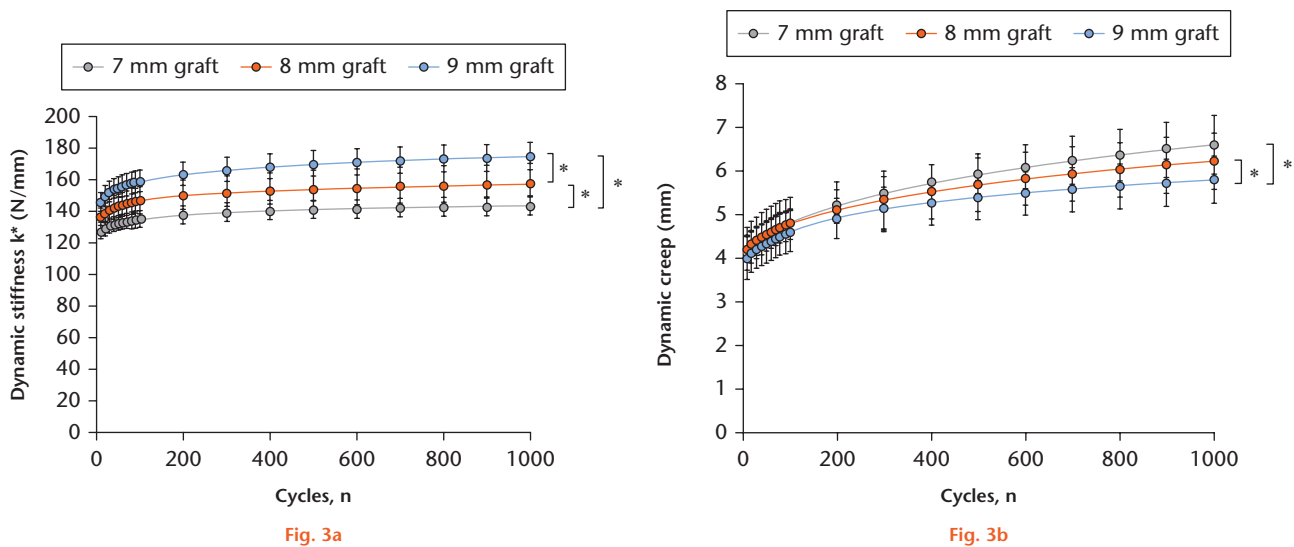 7 mm graft 8 mm graft 9 mm graft
Dynamic stiffness k* (N/mm)
200
180
160
140
120
100
80
60
40
20
0
*
*
*
0 200 400 600 800 1000
Cycles, n
Fig. 3a
7 mm graft 8 mm graft 9 mm graft
Dynamic creep (mm)
8
7
6
5
4
3
2
1
0
*
*
0 200 400 600 800 1000
Cycles, n
Fig. 3b